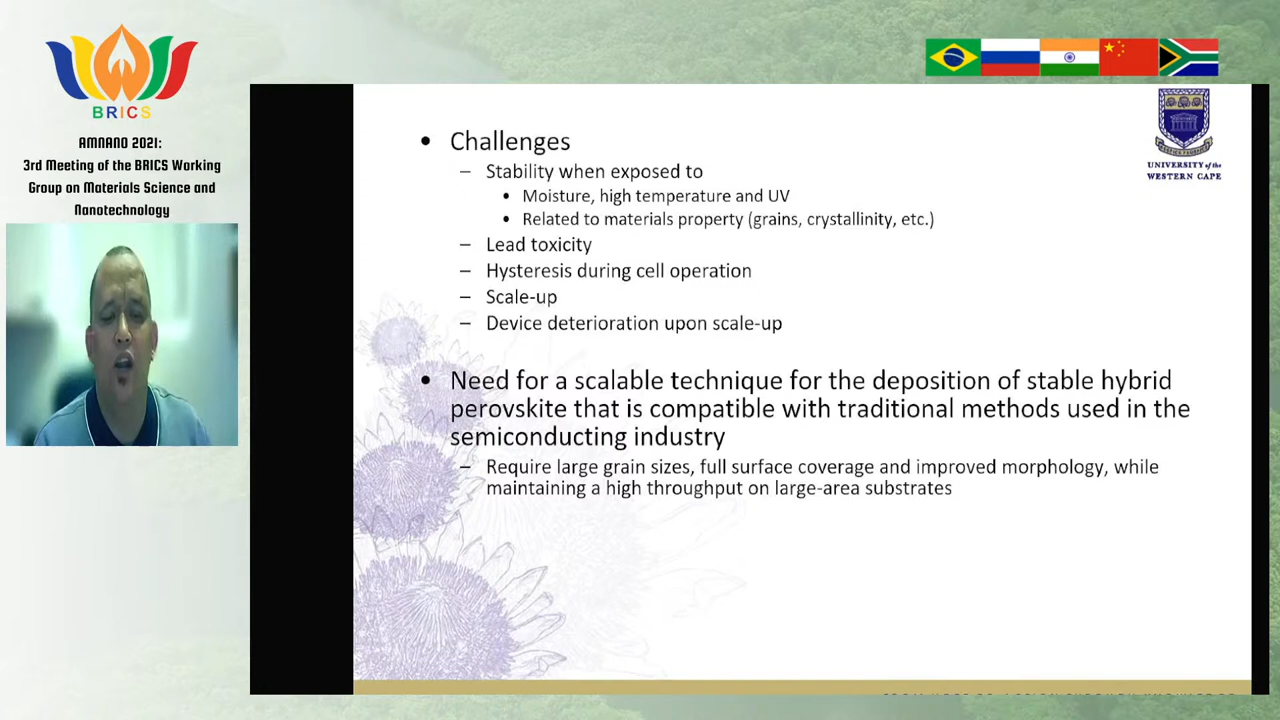 BRICS
AMNANO 2021:
3rd Meeting of the BRICS Working
Group on Materials Science and
Nanotechnology
UNIVERSITY of the
WESTERN CAPE
• Challenges
– Stability when exposed to
• Moisture, high temperature and UV
• Related to materials property (grains, crystallinity, etc.)
– Lead toxicity
– Hysteresis during cell operation
– Scale-up
– Device deterioration upon scale-up
• Need for a scalable technique for the deposition of stable hybrid
perovskite that is compatible with traditional methods used in the
semiconducting industry
– Require large grain sizes, full surface coverage and improved morphology, while
maintaining a high throughput on large-area substrates